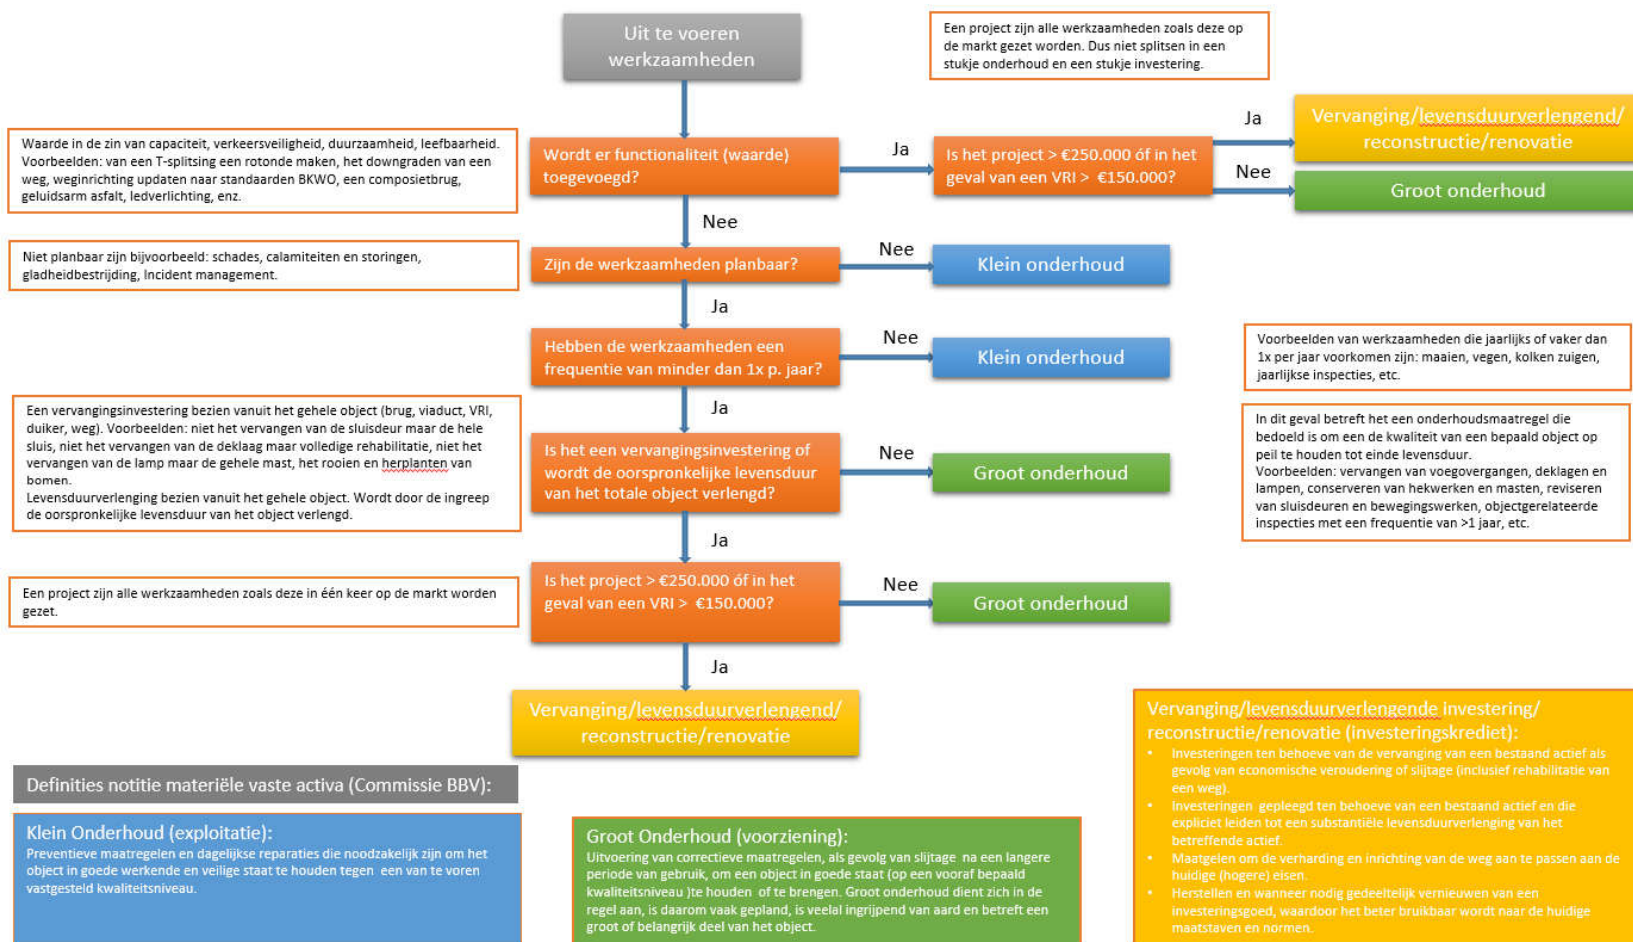 Uit te voeren
werkzaamheden
Een project zijn alle werkzaamheden zoals deze op
de markt gezet worden. Dus niet splitsen in een
stukje onderhoud en een stukje investering.
Waarde in de zin van capaciteit, verkeersveiligheid, duurzaamheid, leefbaarheid.
Voorbeelden: van een T-splitsing een rotonde maken, het downgraden van een
weg, weginrichting updaten naar standaarden BKWO, een composietbrug,
geluidsarm asfalt, ledverlichting, enz.
Wordt er functionaliteit (waarde)
toegevoegd?
Ja
Is het project > €250.000 óf in het
geval van een VRI > €150.000?
Ja
Vervanging/levensduurverlengend/
reconstructie/renovatie
Nee
Groot onderhoud
Nee
Niet planbaar zijn bijvoorbeeld: schades, calamiteiten en storingen,
gladheidbestrijding, Incident management.
Zijn de werkzaamheden planbaar?
Nee
Klein onderhoud
Ja
Hebben de werkzaamheden een
frequentie van minder dan 1x p. jaar?
Nee
Klein onderhoud
Voorbeelden van werkzaamheden die jaarlijks of vaker dan
1x per jaar voorkomen zijn: maaien, vegen, kolken zuigen,
jaarlijkse inspecties, etc.
Ja
Een vervangingsinvestering bezien vanuit het gehele object (brug, viaduct, VRI,
duiker, weg). Voorbeelden: niet het vervangen van de sluisdeur maar de hele
sluis, niet het vervangen van de deklaag maar volledige rehabilitatie, niet het
vervangen van de lamp maar de gehele mast, het rooien en herplanten van
bomen.
Levensduurverlenging bezien vanuit het gehele object. Wordt door de ingreep
de oorspronkelijke levensduur van het object verlengd.
Is het een vervangingsinvestering of
wordt de oorspronkelijke levensduur
van het totale object verlengd?
Nee
Groot onderhoud
In dit geval betreft het een onderhoudsmaatregel die
bedoeld is om een de kwaliteit van een bepaald object op
peil te houden tot einde levensduur.
Voorbeelden: vervangen van voegovergangen, deklagen en
lampen, conserveren van hekwerken en masten, reviseren
van sluisdeuren en bewegingswerken, objectgerelateerde
inspecties met een frequentie van >1 jaar, etc.
Ja
Een project zijn alle werkzaamheden zoals deze in één keer op de markt worden
gezet.
Is het project > €250.000 óf in het
geval van een VRI > €150.000?
Nee
Groot onderhoud
Ja
Vervanging/levensduurverlengend/
reconstructie/renovatie
Definities notitie materiële vaste activa (Commissie BBV):
Klein Onderhoud (exploitatie):
Preventieve maatregelen en dagelijkse reparaties die noodzakelijk zijn om het
object in goede werkende en veilige staat te houden tegen een van te voren
vastgesteld kwaliteitsniveau.
Groot Onderhoud (voorziening):
Uitvoering van correctieve maatregelen, als gevolg van slijtage na een langere
periode van gebruik, om een object in goede staat (op een vooraf bepaald
kwaliteitsniveau )te houden of te brengen. Groot onderhoud dient zich in de
regel aan, is daarom vaak gepland, is veelal ingrijpend van aard en betreft een
groot of belangrijk deel van het object.
Vervanging/levensduurverlengende investering/
reconstructie/renovatie (investeringskrediet):
• Investeringen ten behoeve van de vervanging van een bestaand actief als
gevolg van economische veroudering of slijtage (inclusief rehabilitatie van
een weg).
• Investeringen gepleegd ten behoeve van een bestaand actief en die
expliciet leiden tot een substantiële levensduurverlenging van het
betreffende actief.
• Maatgelen om de verharding en inrichting van de weg aan te passen aan de
huidige (hogere) eisen.
• Herstellen en wanneer nodig gedeeltelijk vernieuwen van een
investeringsgoed, waardoor het beter bruikbaar wordt naar de huidige
maatstaven en normen.